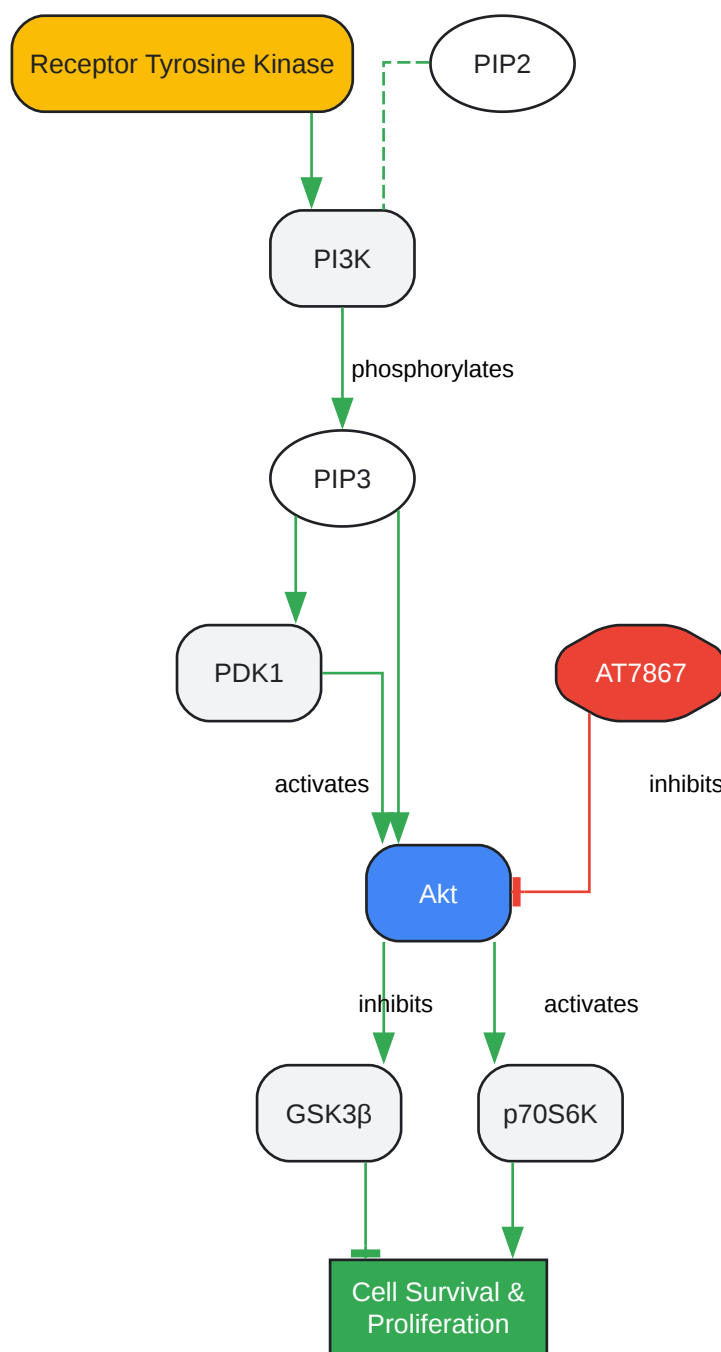 Receptor Tyrosine Kinase
PIP2
PI3K
phosphorylates
PIP3
PDK1
AT7867
activates
inhibits
Akt
inhibits
activates
GSK3β
p70S6K
Cell Survival &
Proliferation